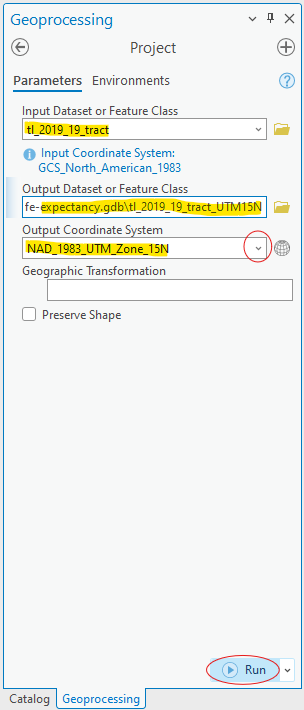 Geoprocessing
Project
Parameters Environments
Input Dataset or Feature Class
tl_2019_19_tract
Input Coordinate System:
GCS_North_American_1983
Output Dataset or Feature Class
fe-expectancy.gdb\tl_2019_19_tract_UTM15N
Output Coordinate System
NAD_1983_UTM_Zone_15N
Geographic Transformation
Preserve Shape
Run
Catalog Geoprocessing